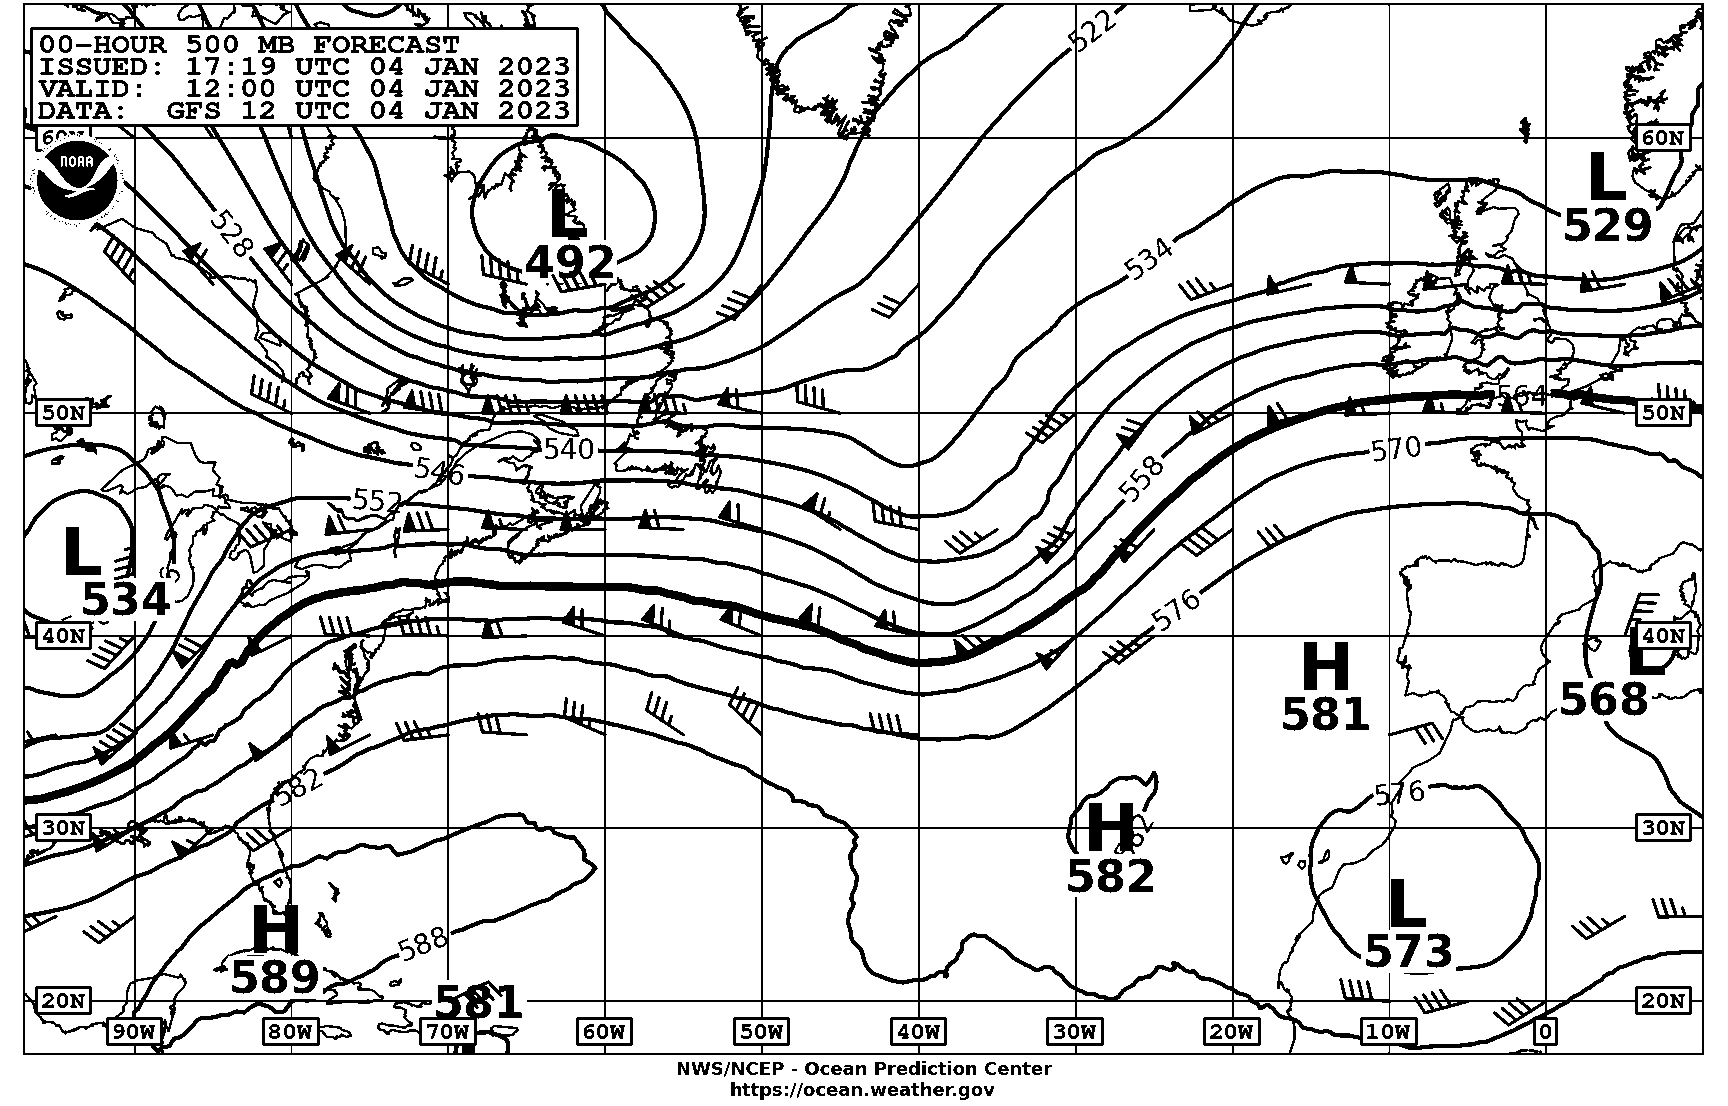 00-HOUR 500 MB FORECAST
ISSUED: 17:19 UTC 04 JAN 2023
VALID: 12:00 UTC 04 JAN 2023
DATA: GFS 12 UTC 04 JAN 2023
NOAA
522
60N
L
529
528
L
492
534
564
50N
50N
540
546
570
558
552
L
534
576
40N
40N
H
581
L
568
582
576
H
582
30N
30N
L
573
H
589
588
581
20N
20N
90W
80W
70W
60W
50W
40W
30W
20W
10W
0
NWS/NCEP - Ocean Prediction Center
https://ocean.weather.gov